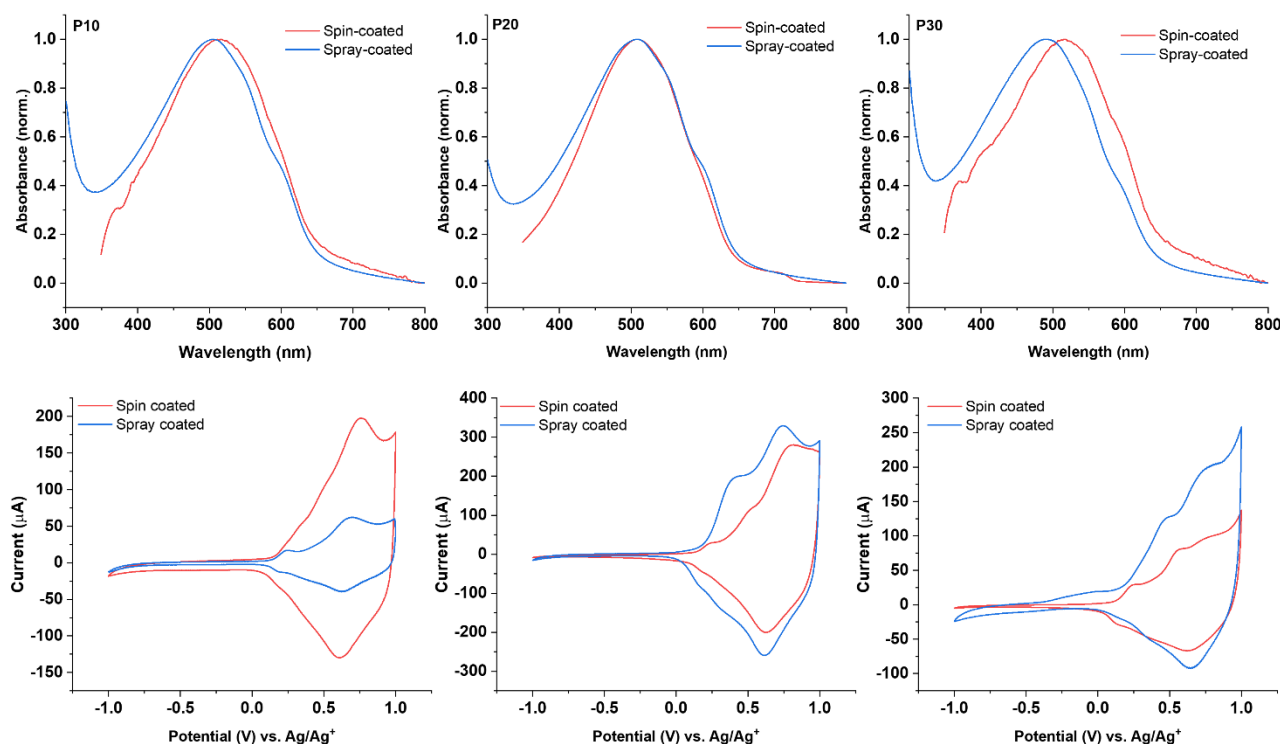 P10
Spin-coated
Spray-coated
1.0
0.8
0.6
0.4
0.2
0.0
Absorbance (norm.)
300 400 500 600 700 800
Wavelength (nm)
P20
Spin-coated
Spray-coated
1.0
0.8
0.6
0.4
0.2
0.0
Absorbance (norm.)
300 400 500 600 700 800
Wavelength (nm)
P30
Spin-coated
Spray-coated
1.0
0.8
0.6
0.4
0.2
0.0
Absorbance (norm.)
300 400 500 600 700 800
Wavelength (nm)
Spin coated
Spray coated
200
150
100
50
0
-50
-100
-150
Current (μA)
-1.0 -0.5 0.0 0.5 1.0
Potential (V) vs. Ag/Ag+
Spin coated
Spray coated
400
300
200
100
0
-100
-200
-300
Current (μA)
-1.0 -0.5 0.0 0.5 1.0
Potential (V) vs. Ag/Ag+
Spin coated
Spray coated
300
250
200
150
100
50
0
-50
-100
Current (μA)
-1.0 -0.5 0.0 0.5 1.0
Potential (V) vs. Ag/Ag+